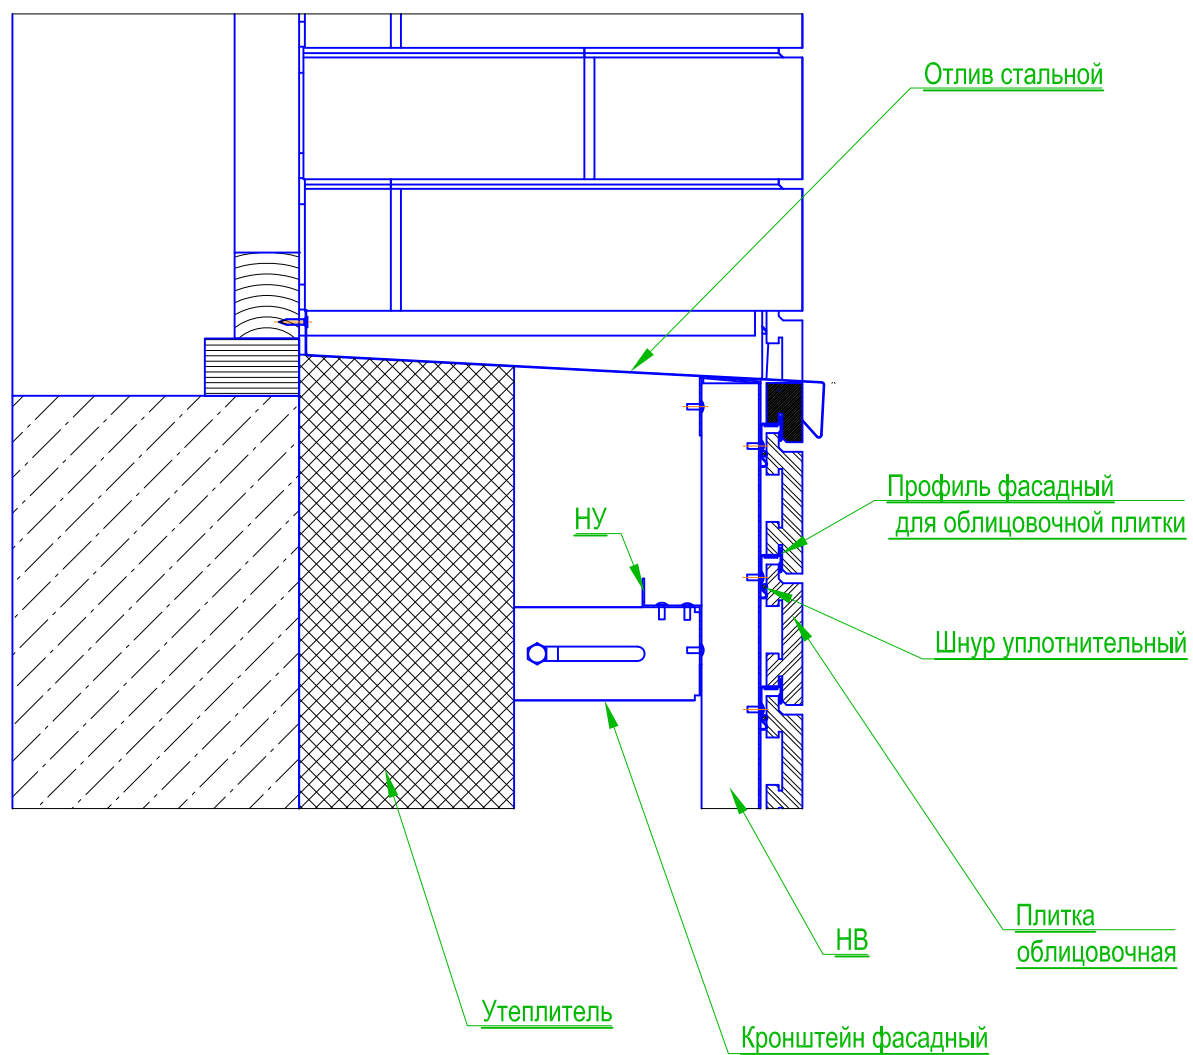 Отлив стальной
Профиль фасадный
для облицовочной плитки
НУ
Шнур уплотнительный
Плитка
облицовочная
НВ
Утеплитель
Кронштейн фасадный